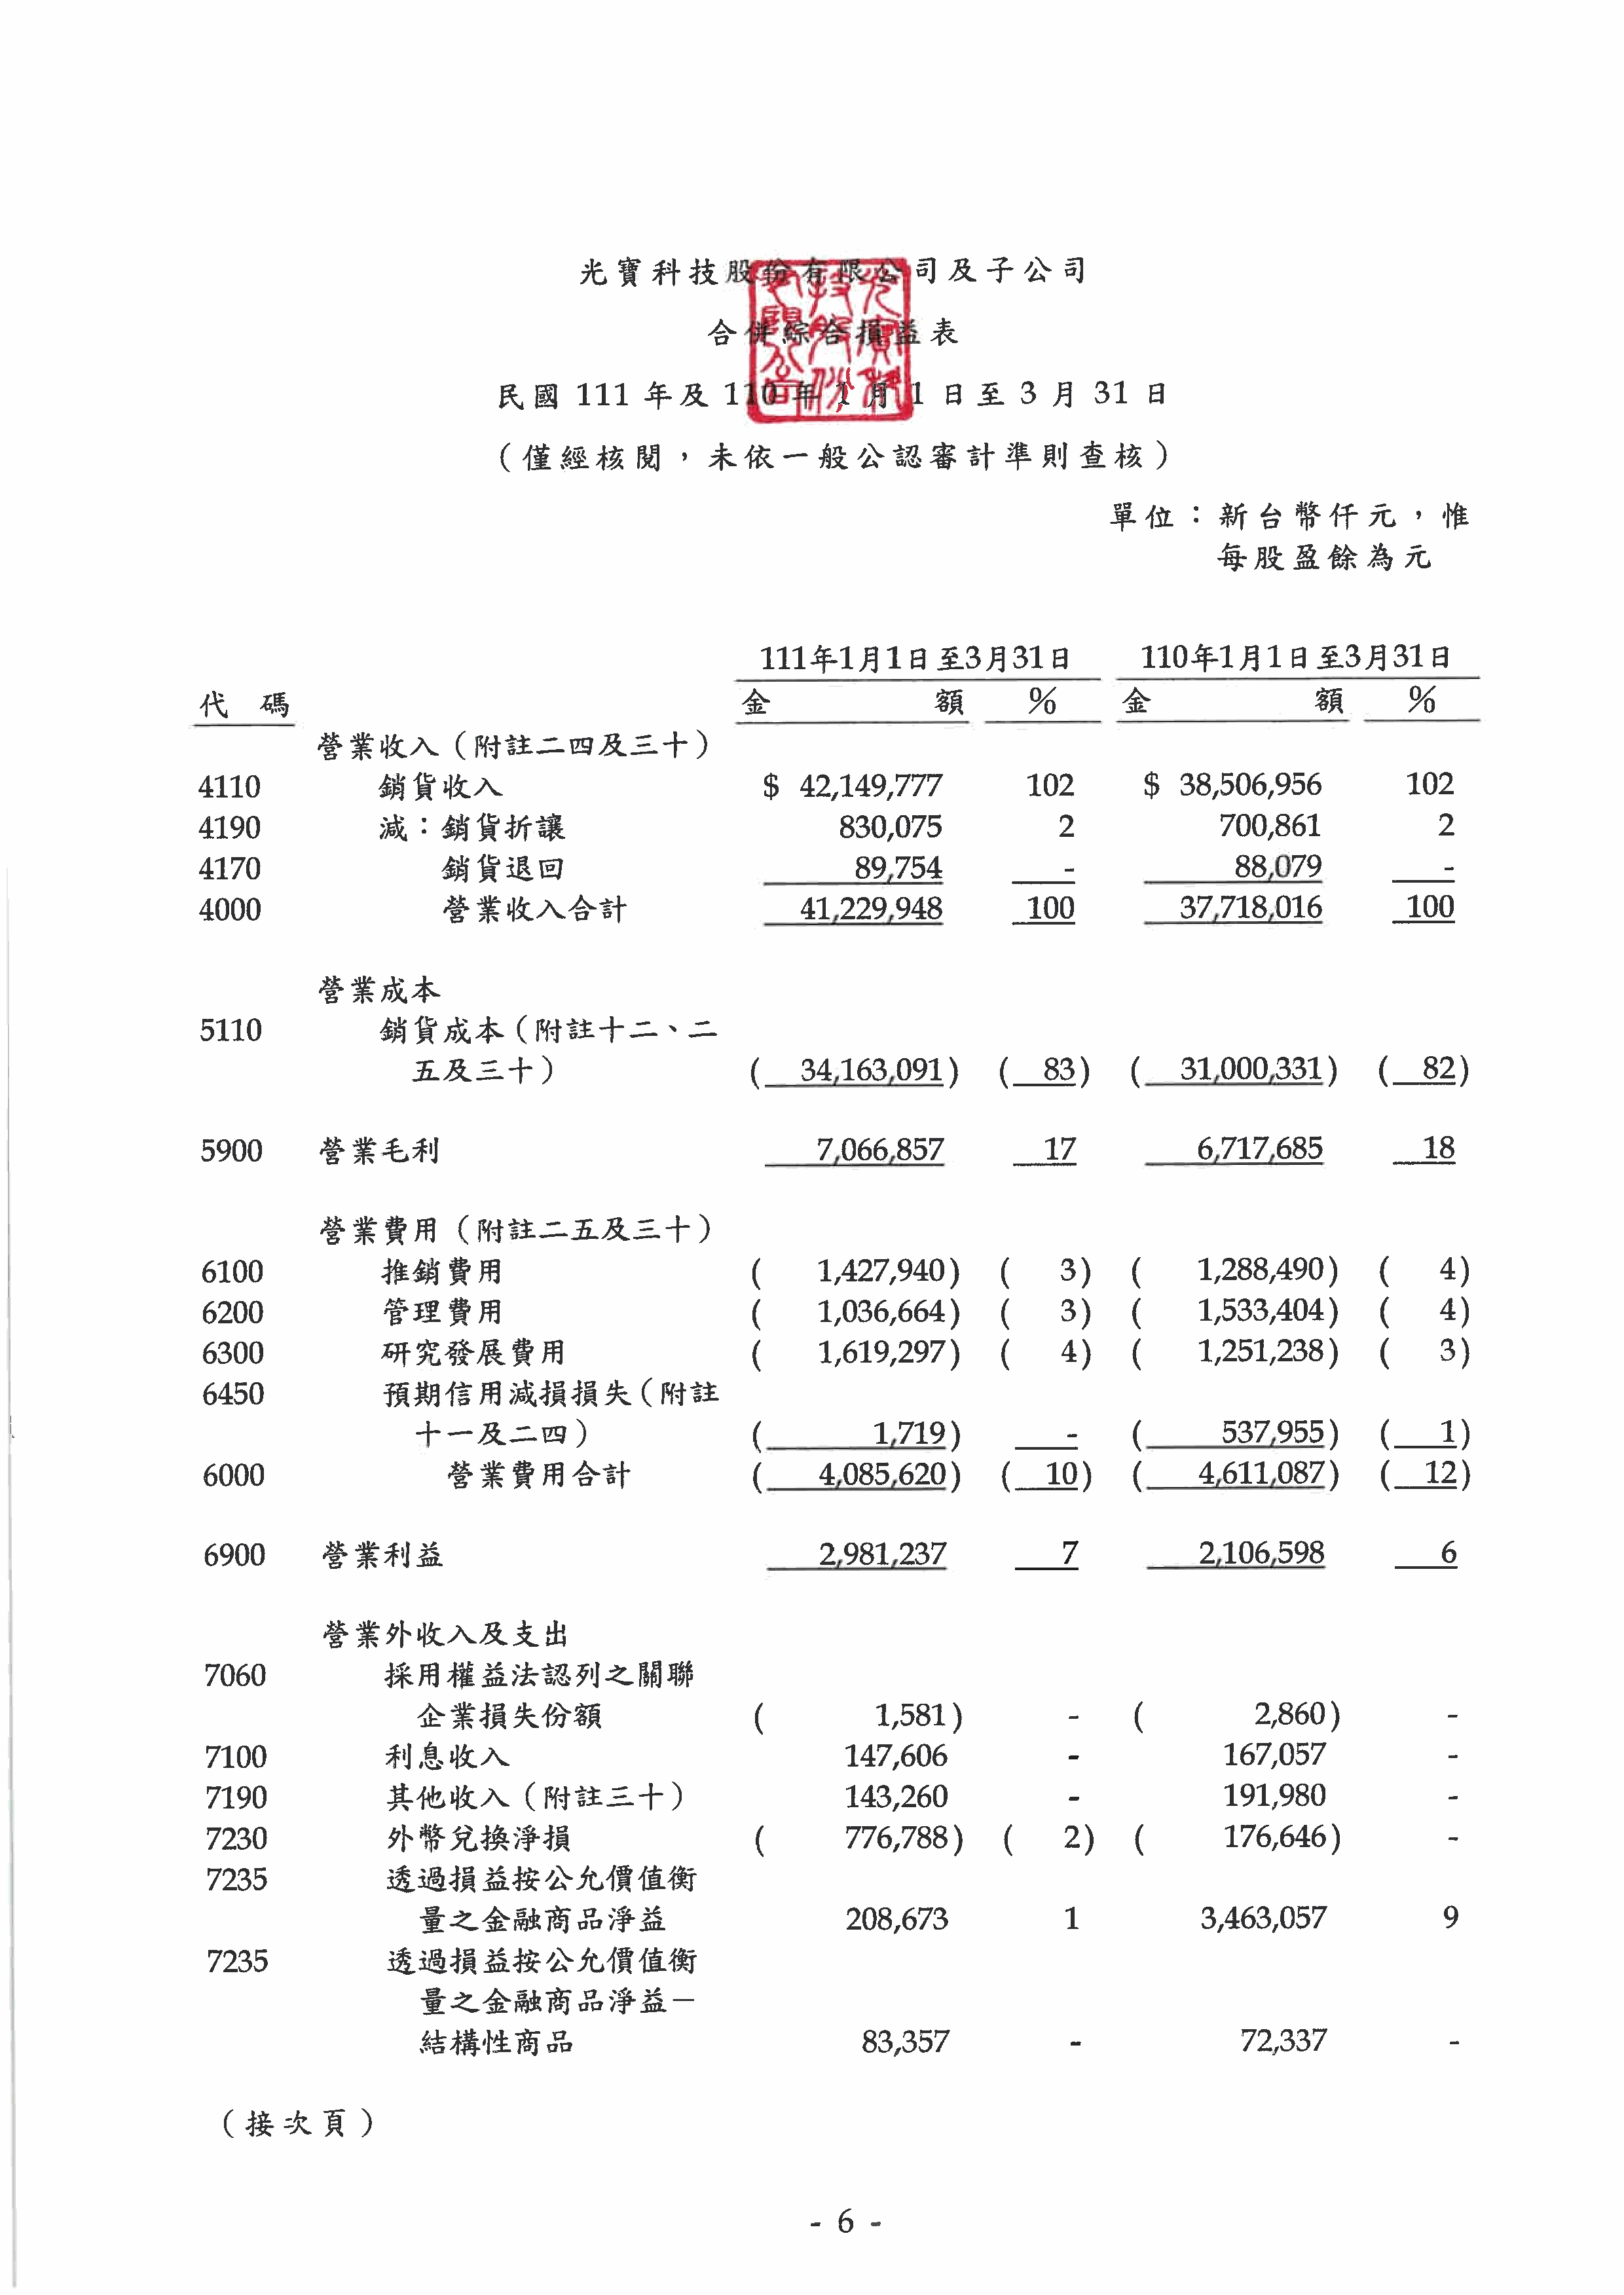 光寶科技股份有限公司及子公司
合併綜合損益表
民國 111 年及 110 年 1 月 1 日至 3 月 31 日
（僅經核閱，未依一般公認審計準則查核）
單位：新台幣仟元，惟
每股盈餘為元
111年1月1日至3月31日 110年1月1日至3月31日
代 碼 金 額 % 金 額 %
營業收入（附註二四及三十）
4110 銷貨收入 $ 42,149,777 102 $ 38,506,956 102
4190 減：銷貨折讓 830,075 2 700,861 2
4170 銷貨退回 89,754 - 88,079 -
4000 營業收入合計 41,229,948 100 37,718,016 100
營業成本
5110 銷貨成本（附註十二、二
五及三十） ( 34,163,091) ( 83) ( 31,000,331) ( 82)
5900 營業毛利 7,066,857 17 6,717,685 18
營業費用（附註二五及三十）
6100 推銷費用 ( 1,427,940) ( 3) ( 1,288,490) ( 4)
6200 管理費用 ( 1,036,664) ( 3) ( 1,533,404) ( 4)
6300 研究發展費用 ( 1,619,297) ( 4) ( 1,251,238) ( 3)
6450 預期信用減損損失（附註
十一及二四） ( 1,719) - ( 537,955) ( 1)
6000 營業費用合計 ( 4,085,620) ( 10) ( 4,611,087) ( 12)
6900 營業利益 2,981,237 7 2,106,598 6
營業外收入及支出
7060 採用權益法認列之關聯
企業損失份額 ( 1,581) - ( 2,860) -
7100 利息收入 147,606 - 167,057 -
7190 其他收入（附註三十） 143,260 - 191,980 -
7230 外幣兌換淨損 ( 776,788) ( 2) ( 176,646) -
7235 透過損益按公允價值衡
量之金融商品淨益 208,673 1 3,463,057 9
7235 透過損益按公允價值衡
量之金融商品淨益－
結構性商品 83,357 - 72,337 -
（接次頁）
- 6 -